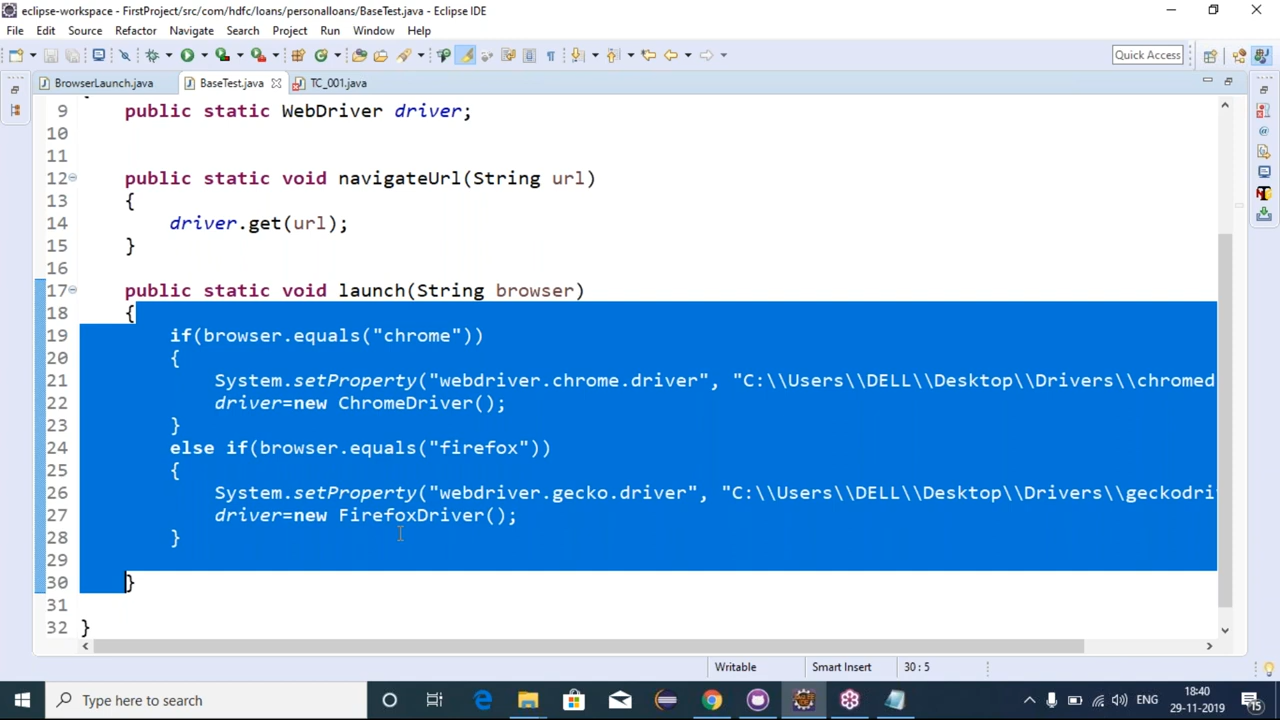 eclipse-workspace - FirstProject/src/com/hdfc/loans/personalloans/BaseTest.java - Eclipse IDE
File Edit Source Refactor Navigate Search Project Run Window Help
Quick Access
BrowserLaunch.java BaseTest.java TC_001.java
9 public static WebDriver driver;
10
11
12 public static void navigateUrl(String url)
13 {
14 driver.get(url);
15 }
16
17 public static void launch(String browser)
18 {
19 if(browser.equals("chrome"))
20 {
21 System.setProperty("webdriver.chrome.driver", "C:\\Users\\DELL\\Desktop\\Drivers\\chromed
22 driver=new ChromeDriver();
23 }
24 else if(browser.equals("firefox"))
25 {
26 System.setProperty("webdriver.gecko.driver", "C:\\Users\\DELL\\Desktop\\Drivers\\geckodri
27 driver=new FirefoxDriver();
28 }
29
30 }
31
32 }
Writable Smart Insert 30 : 5
Type here to search
ENG 18:40
29-11-2019
15